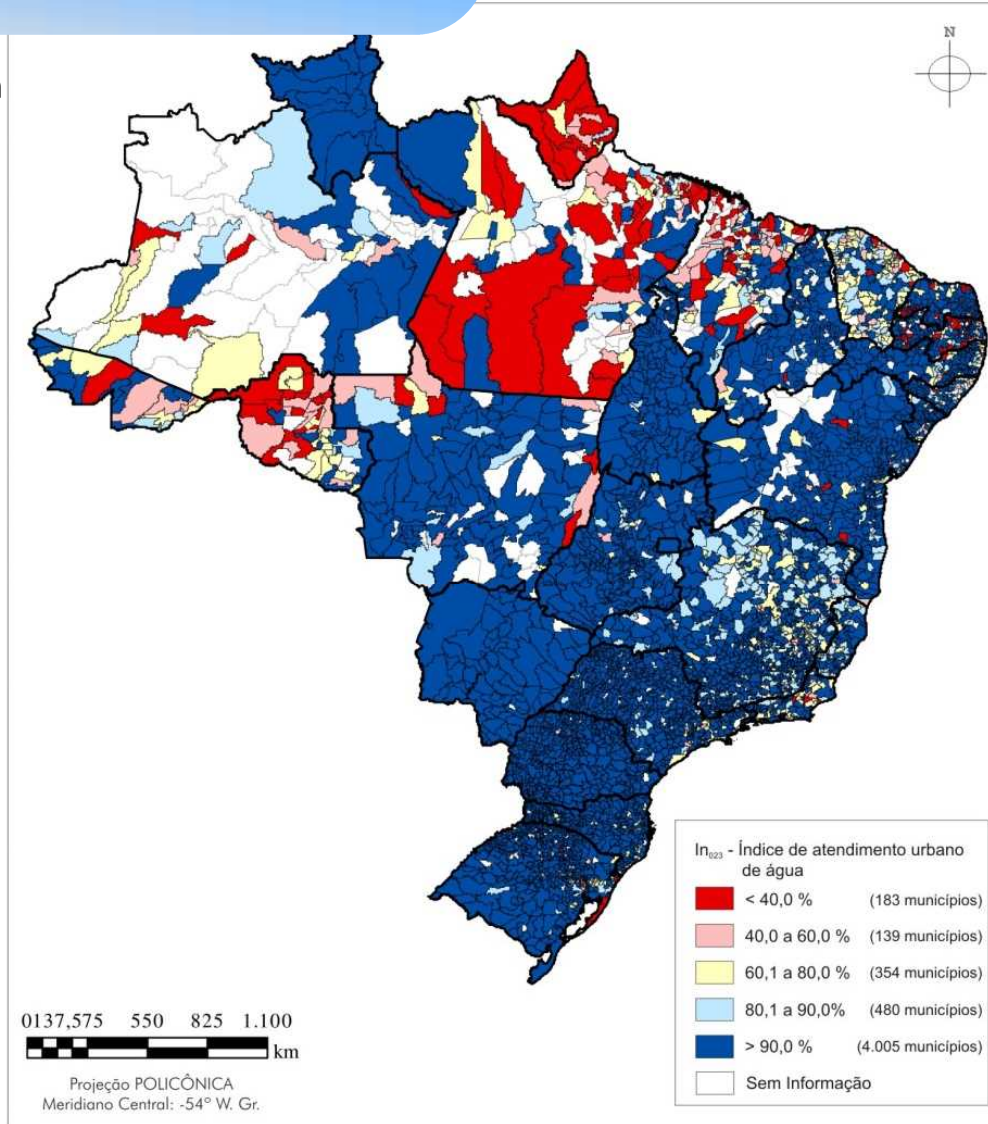 N
In₀₂₃ - Índice de atendimento urbano
de água
< 40,0 % (183 municípios)
40,0 a 60,0 % (139 municípios)
60,1 a 80,0 % (354 municípios)
80,1 a 90,0% (480 municípios)
> 90,0 % (4.005 municípios)
Sem Informação
0137,575 550 825 1.100
km
Projeção POLICÔNICA
Meridiano Central: -54° W. Gr.